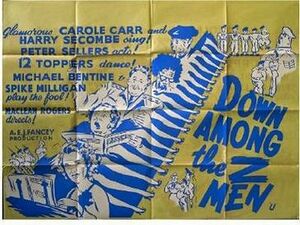 Glamorous CAROLE CARR and
HARRY SECOMBE sing!
PETER SELLERS acts!
12 TOPPERS dance!
MICHAEL BENTINE &
SPIKE MILLIGAN
play the fool!
MACLEAN ROGERS
directs!
A E.J. FANCEY
PRODUCTION
DOWN
AMONG
the Z
MEN
U